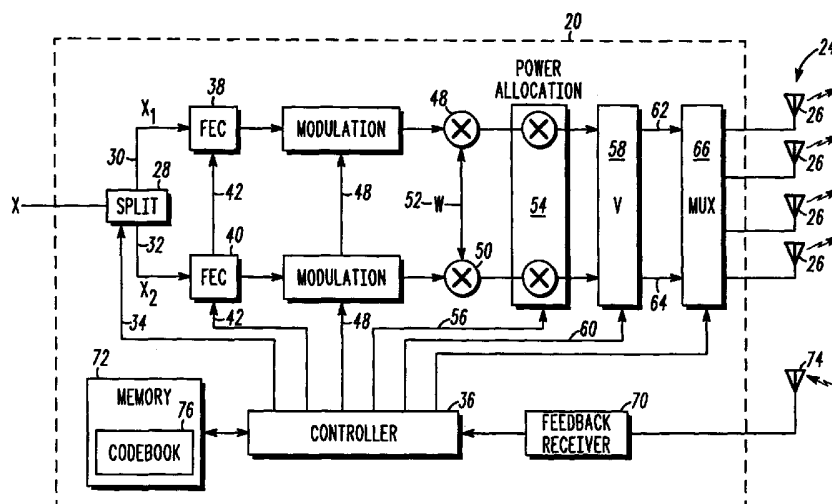 20
24
POWER
ALLOCATION
38
X1
FEC
MODULATION
48
26
62
58
V
66
MUX
30
28
X
SPLIT
42
48
52
W
54
26
26
32
40
X2
FEC
MODULATION
50
64
26
34
42
48
56
60
72
MEMORY
76
CODEBOOK
36
CONTROLLER
70
FEEDBACK
RECEIVER
74